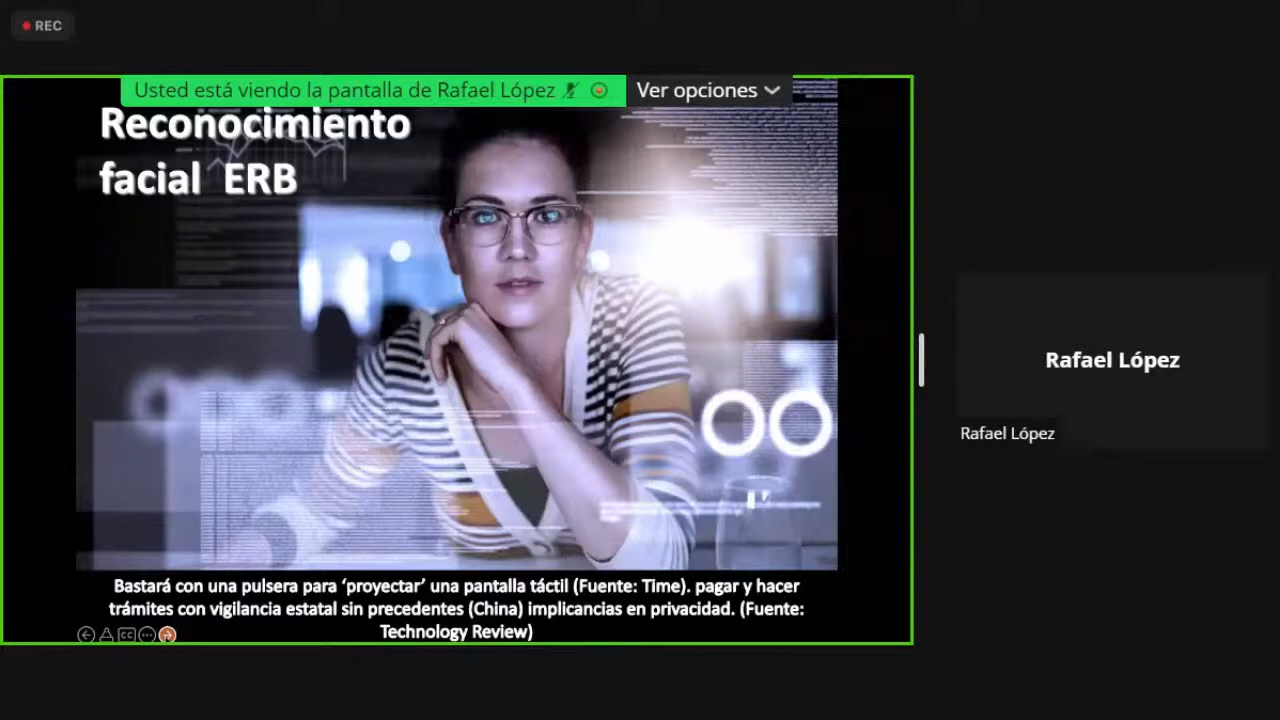 REC
Usted está viendo la pantalla de Rafael López
Ver opciones
Reconocimiento
facial ERB
Rafael López
Rafael López
Bastará con una pulsera para ‘proyectar’ una pantalla táctil (Fuente: Time). pagar y hacer
trámites con vigilancia estatal sin precedentes (China) implicancias en privacidad. (Fuente:
Technology Review)
CC